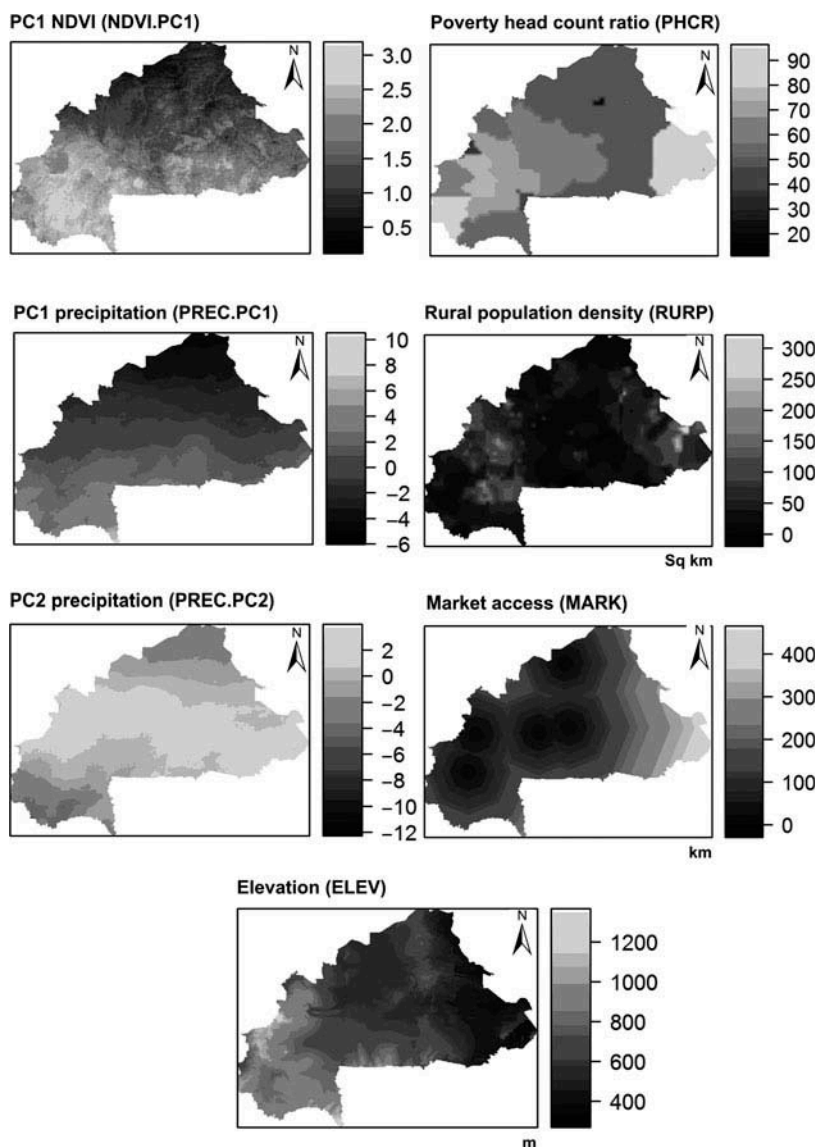 PC1 NDVI (NDVI.PC1)
N
3.0
2.5
2.0
1.5
1.0
0.5
Poverty head count ratio (PHCR)
N
90
80
70
60
50
40
30
20
PC1 precipitation (PREC.PC1)
N
10
8
6
4
2
0
−2
−4
−6
Rural population density (RURP)
N
300
250
200
150
100
50
0
Sq km
PC2 precipitation (PREC.PC2)
N
2
0
−2
−4
−6
−8
−10
−12
Market access (MARK)
N
400
300
200
100
0
km
Elevation (ELEV)
N
1200
1000
800
600
400
m